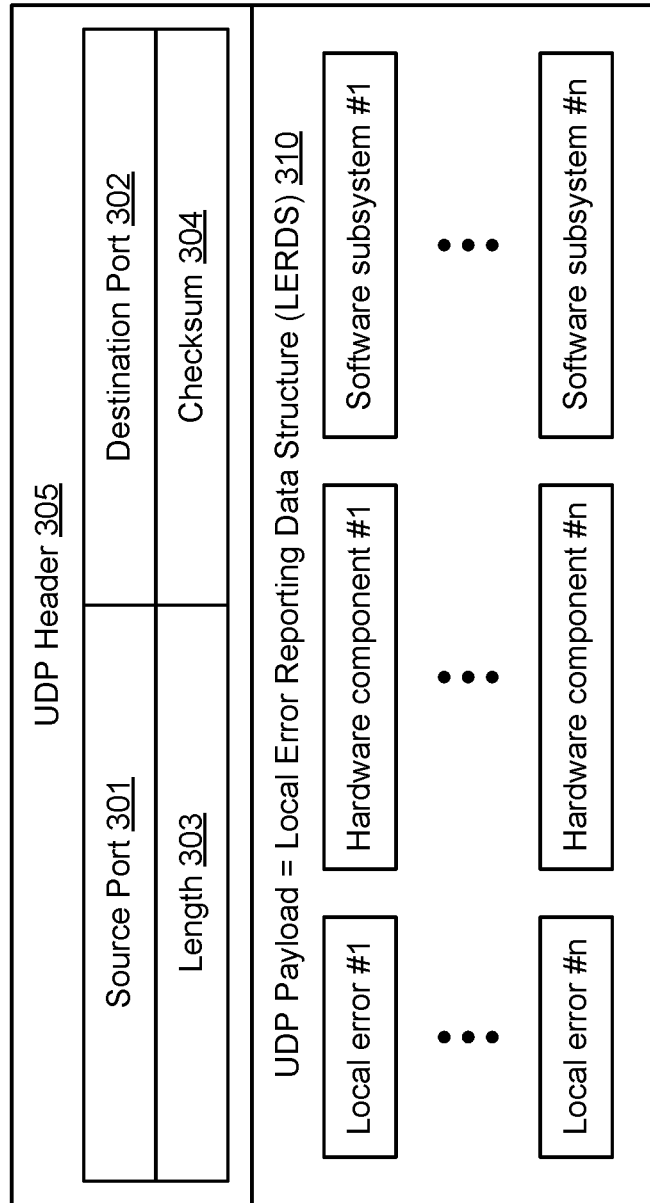 UDP Header 305
Source Port 301
Destination Port 302
Length 303
Checksum 304
UDP Payload = Local Error Reporting Data Structure (LERDS) 310
Local error #1
Hardware component #1
Software subsystem #1
Local error #n
Hardware component #n
Software subsystem #n